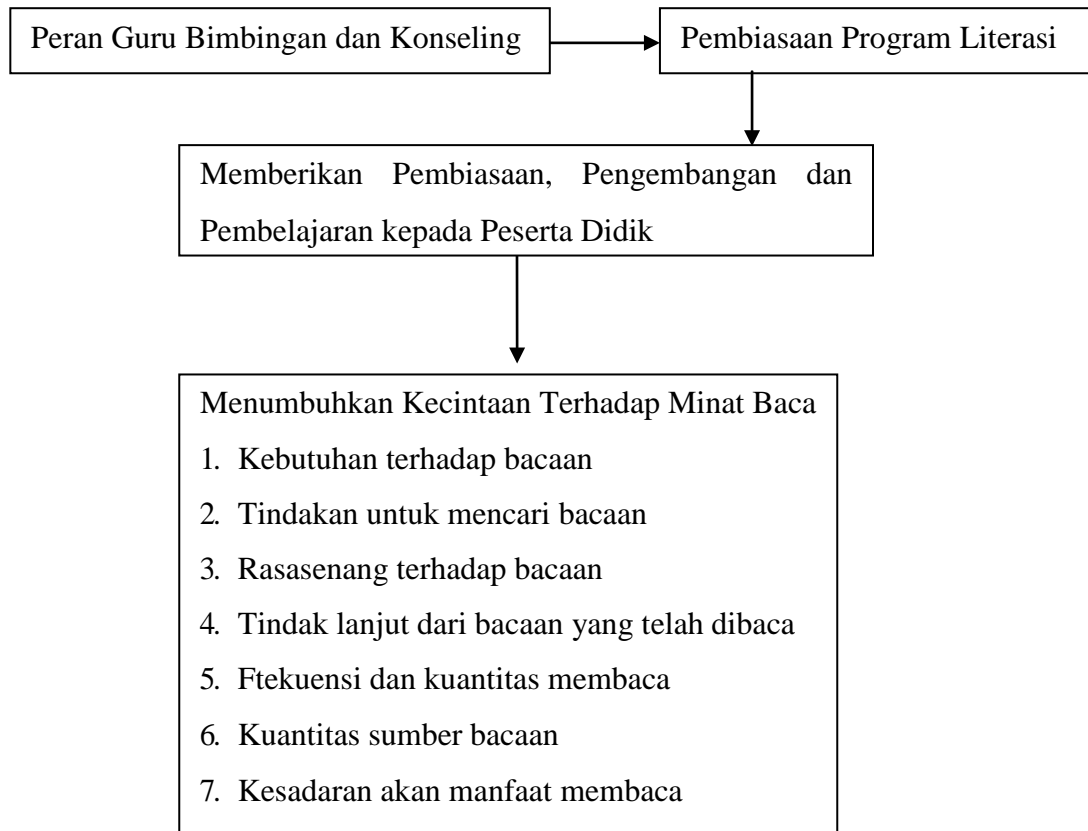 Peran Guru Bimbingan dan Konseling
Pembiasaan Program Literasi
Memberikan Pembiasaan, Pengembangan dan
Pembelajaran kepada Peserta Didik
Menumbuhkan Kecintaan Terhadap Minat Baca
1. Kebutuhan terhadap bacaan
2. Tindakan untuk mencari bacaan
3. Rasasenang terhadap bacaan
4. Tindak lanjut dari bacaan yang telah dibaca
5. Ftekuensi dan kuantitas membaca
6. Kuantitas sumber bacaan
7. Kesadaran akan manfaat membaca